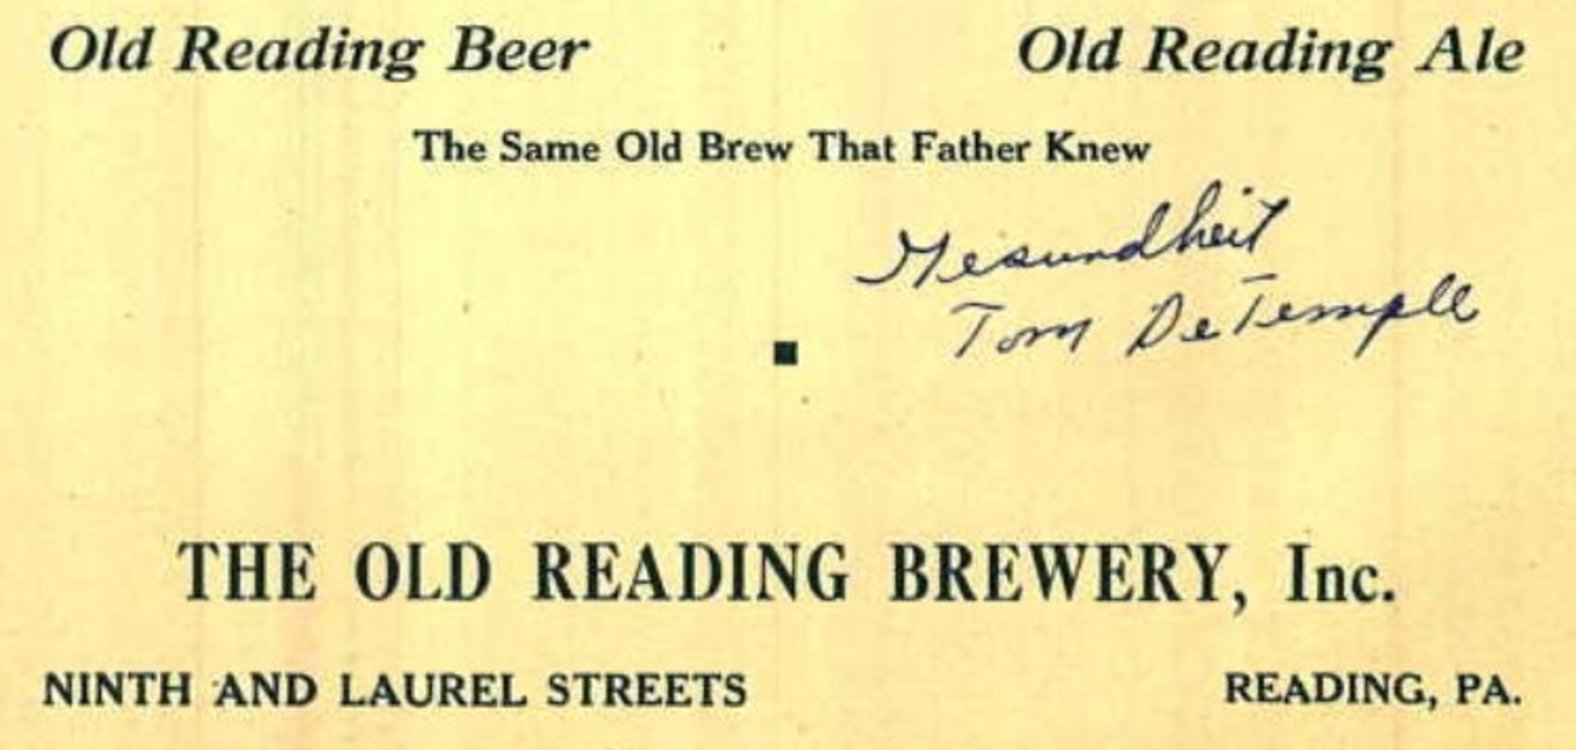 Old Reading Beer Old Reading Ale
The Same Old Brew That Father Knew
Gesundheit
Tom DeTemple
THE OLD READING BREWERY, Inc.
NINTH AND LAUREL STREETS READING, PA.